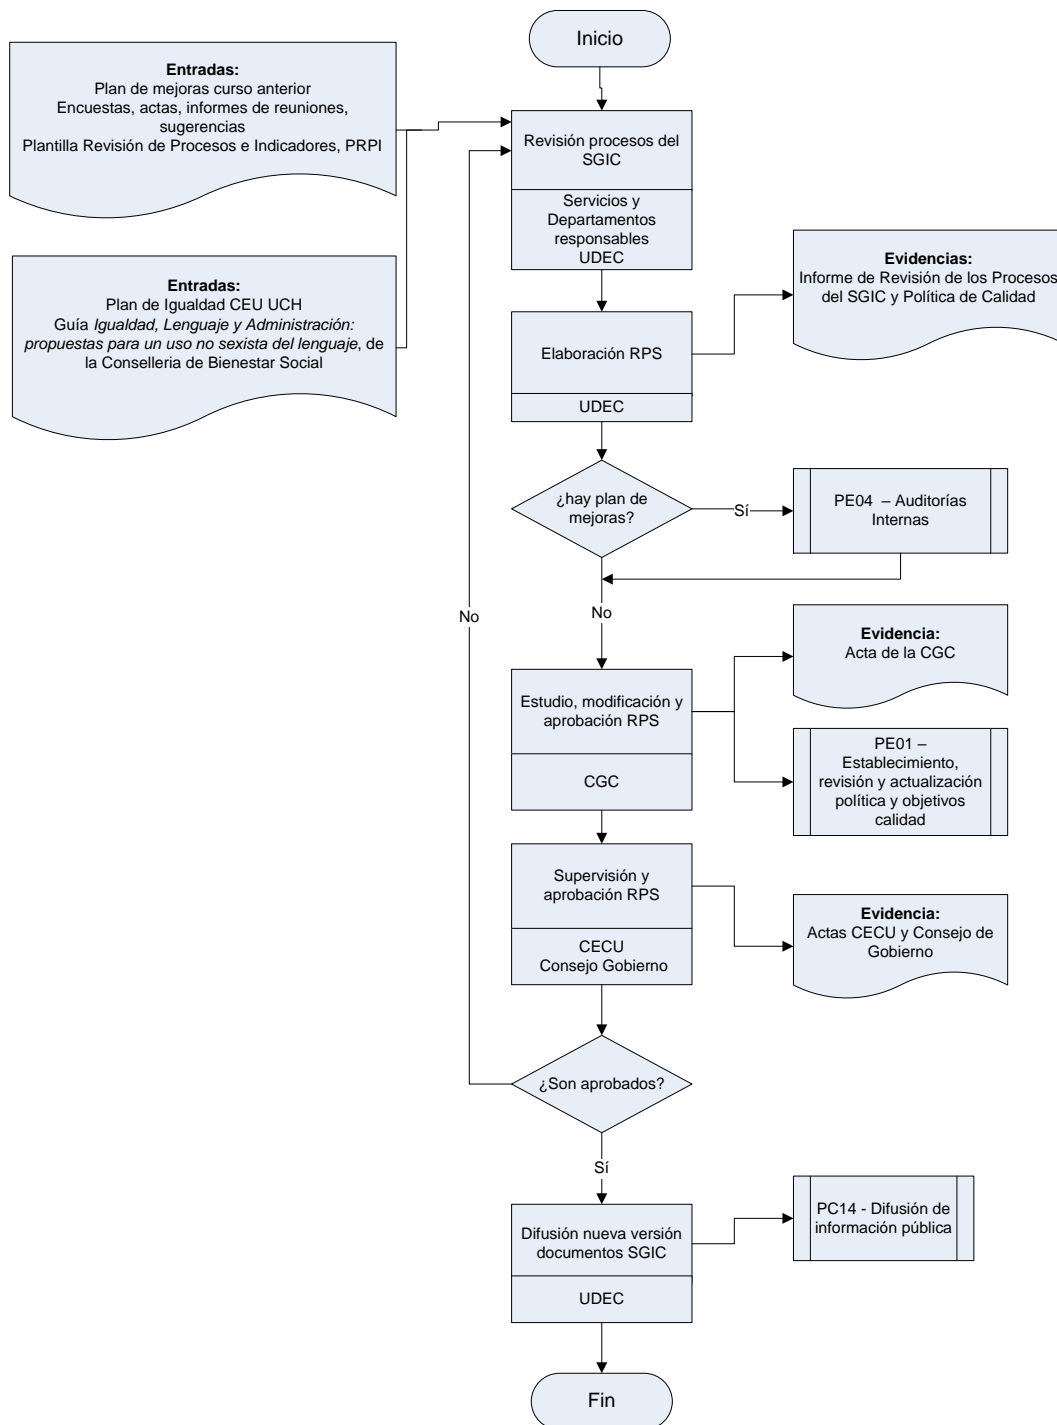 Inicio
Entradas:
Plan de mejoras curso anterior
Encuestas, actas, informes de reuniones,
sugerencias
Plantilla Revisión de Procesos e Indicadores, PRPI
Revisión procesos del
SGIC
Servicios y
Departamentos
responsables
UDEC
Entradas:
Plan de Igualdad CEU UCH
Guía Igualdad, Lenguaje y Administración:
propuestas para un uso no sexista del lenguaje, de
la Conselleria de Bienestar Social
Evidencias:
Informe de Revisión de los Procesos
del SGIC y Política de Calidad
Elaboración RPS
UDEC
¿hay plan de
mejoras?
Sí
PE04 – Auditorías
Internas
No
No
Evidencia:
Acta de la CGC
Estudio, modificación y
aprobación RPS
CGC
PE01 –
Establecimiento,
revisión y actualización
política y objetivos
calidad
Supervisión y
aprobación RPS
CECU
Consejo Gobierno
Evidencia:
Actas CECU y Consejo de
Gobierno
¿Son aprobados?
Sí
Difusión nueva versión
documentos SGIC
UDEC
PC14 - Difusión de
información pública
Fin